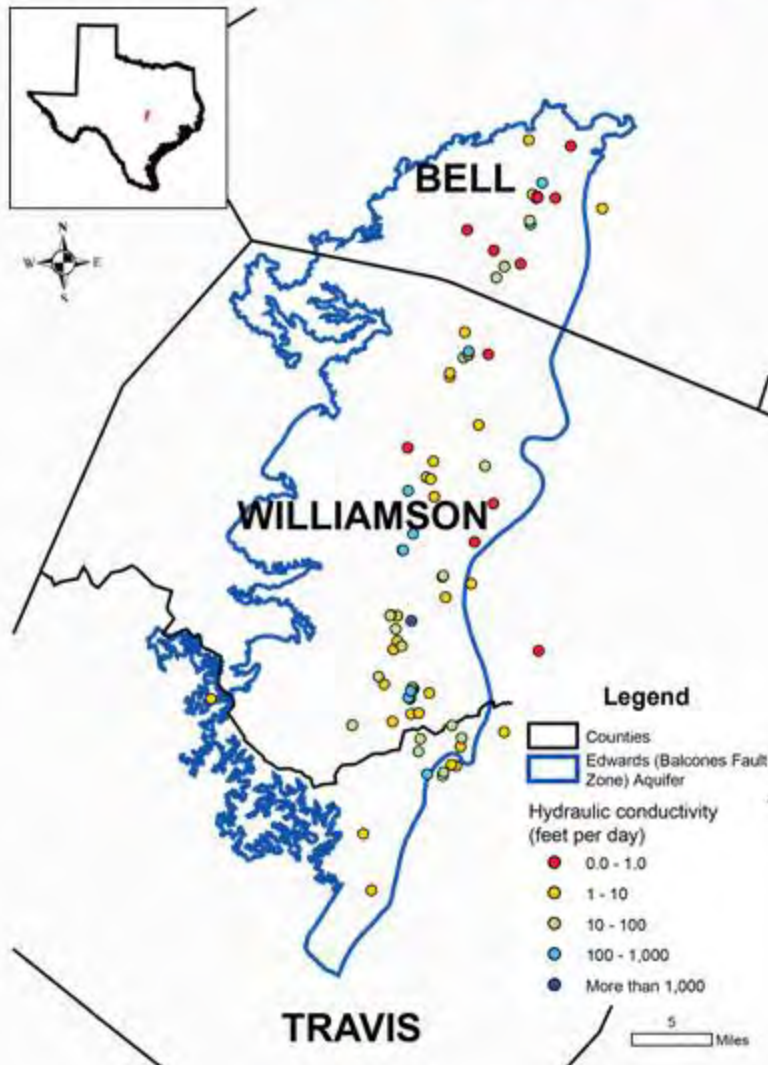 N
W E
S
BELL
WILLIAMSON
TRAVIS
Legend
Counties
Edwards (Balcones Fault
Zone) Aquifer
Hydraulic conductivity
(feet per day)
0.0 - 1.0
1 - 10
10 - 100
100 - 1,000
More than 1,000
5
Miles